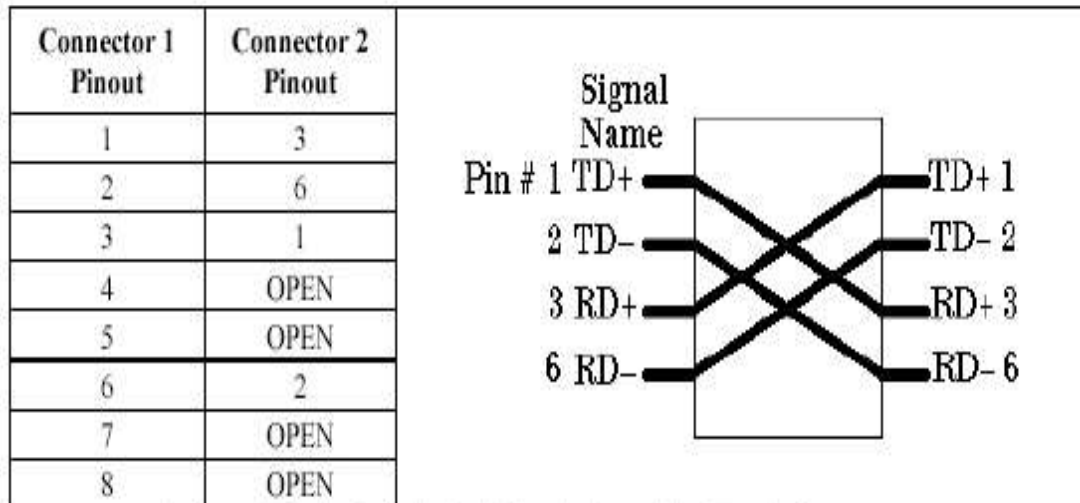 Connector 1 Connector 2
Pinout Pinout
1 3
2 6
3 1
4 OPEN
5 OPEN
6 2
7 OPEN
8 OPEN
Signal
Name
Pin # 1 TD+ TD+ 1
2 TD- TD- 2
3 RD+ RD+ 3
6 RD- RD- 6